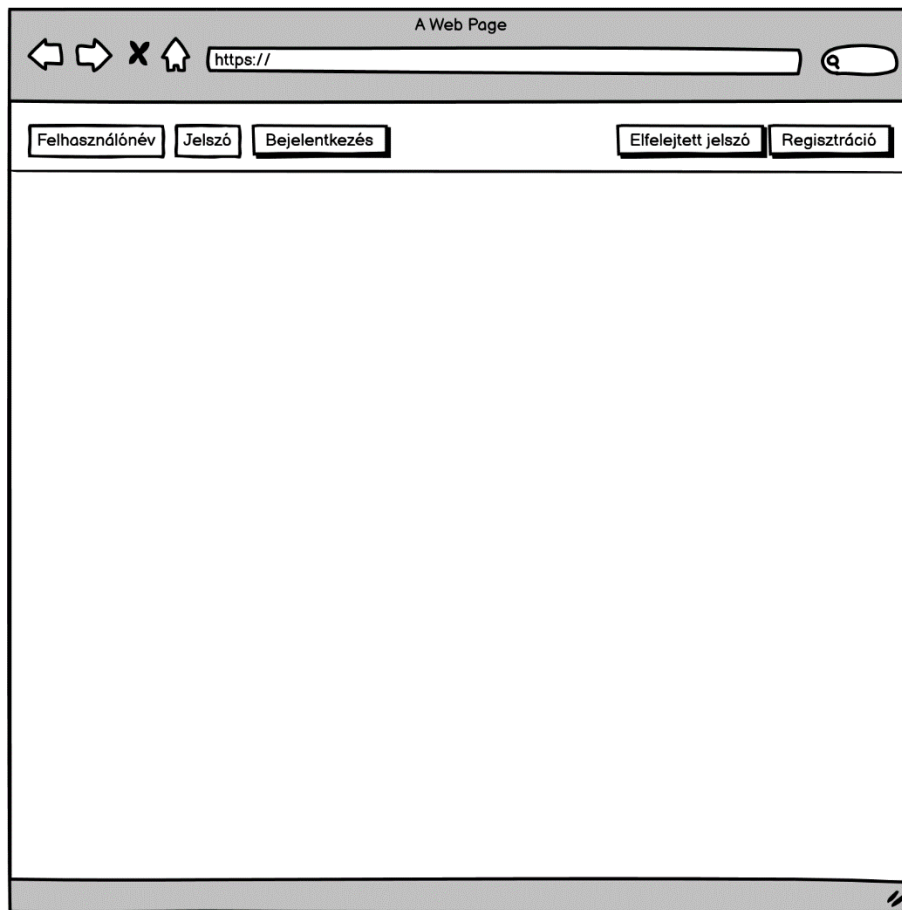 A Web Page
https://
Felhasználónév Jelszó Bejelentkezés Elfelejtett jelszó Regisztráció